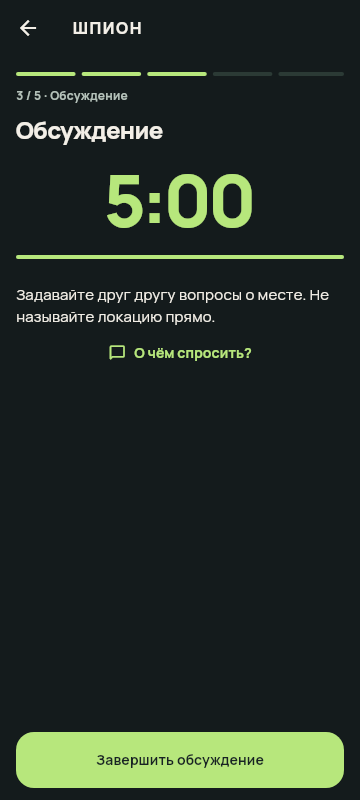 ШПИОН
3 / 5 · Обсуждение
Обсуждение
5:00
Задавайте друг другу вопросы о месте. Не
называйте локацию прямо.
О чём спросить?
Завершить обсуждение